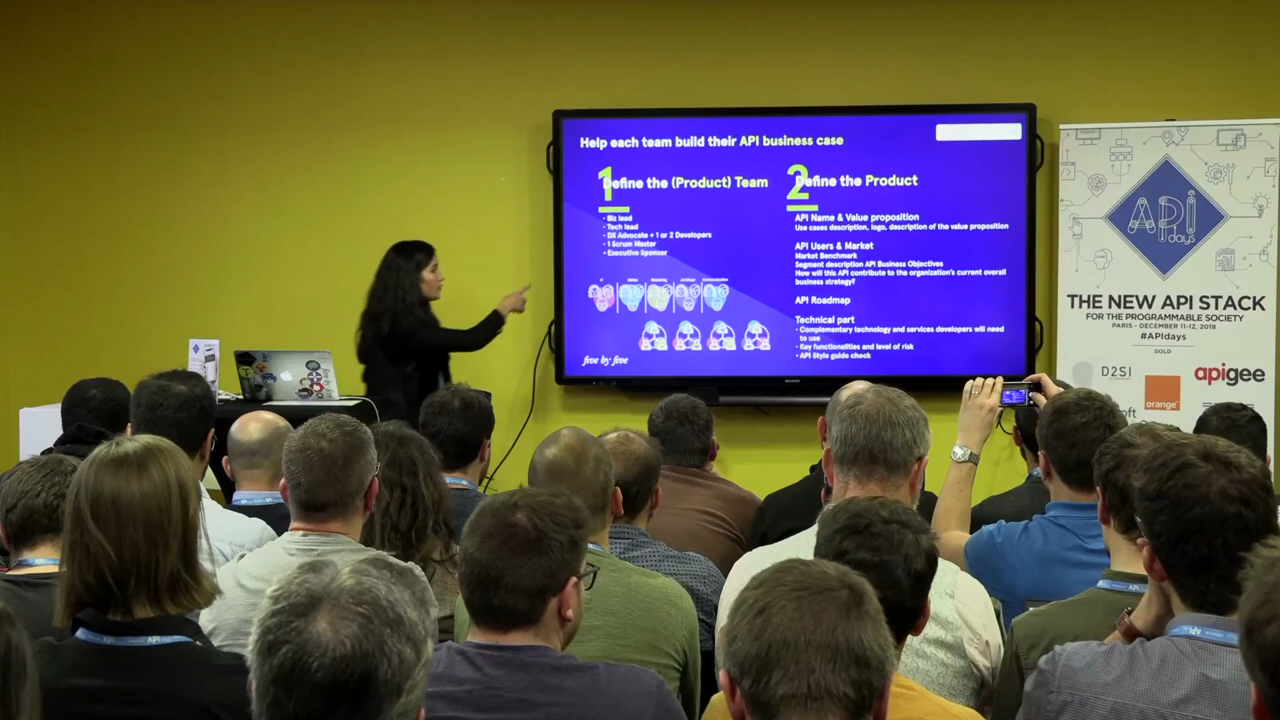 Help each team build their API business case
1
Define the (Product) Team
• Biz lead
• Tech lead
• DX Advocate + 1 or 2 Developers
• 1 Scrum Master
• Executive Sponsor
five by five
2
Define the Product
API Name & Value proposition
Use cases description, logo, description of the value proposition
API Users & Market
Market Benchmark
Segment description API Business Objectives
How will this API contribute to the organization's current overall
business strategy?
API Roadmap
Technical part
• Complementary technology and services developers will need
to use
• Key functionalities and level of risk
• API Style guide check
API
days
THE NEW API STACK
FOR THE PROGRAMMABLE SOCIETY
PARIS - DECEMBER 11-12, 2018
#APIdays
GOLD
D2SI
orange
apigee